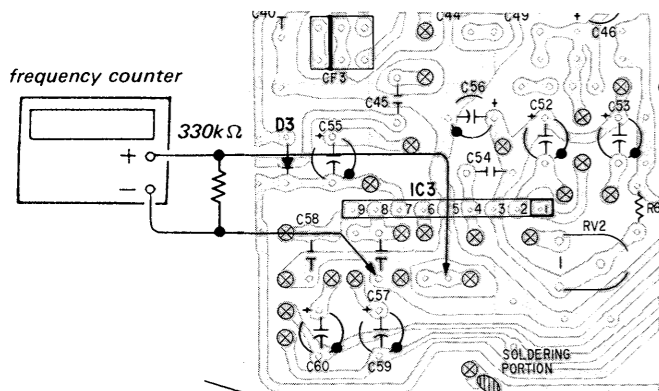 C40
C44
C49
C46
CF3
frequency counter
C45
C56
+
C52
+
C53
+
330kΩ
D3
C55
+
+
−
C54
IC3
9 8 7 6 5 4 3 2 1
C58
RV2
C57
+
+
C60
C59
SOLDERING
PORTION